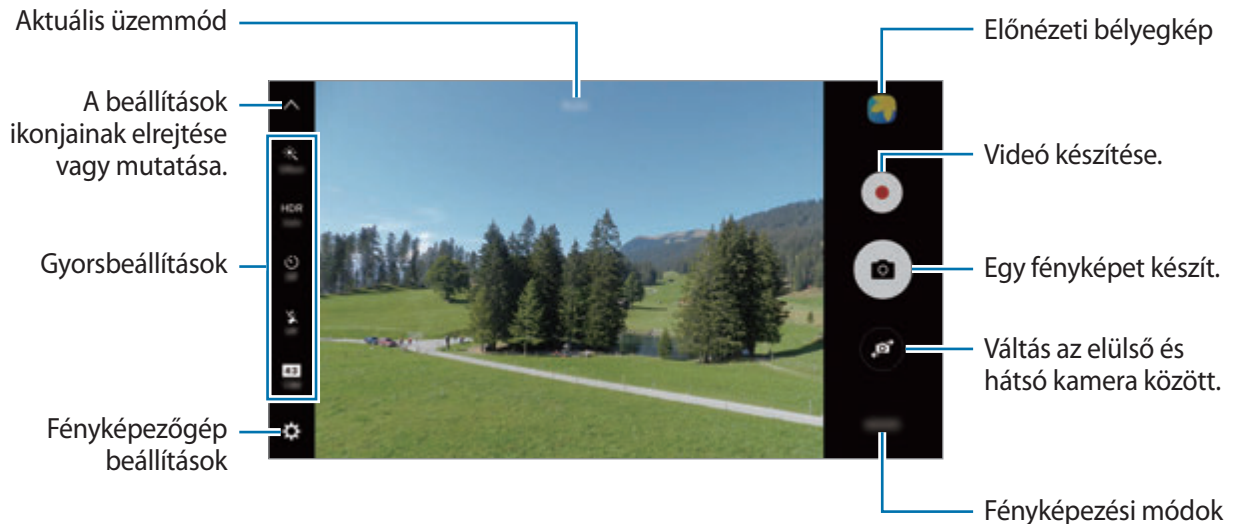 Aktuális üzemmód
A beállítások
ikonjainak elrejtése
vagy mutatása.
Gyorsbeállítások
Fényképezőgép
beállítások
HDR
Előnézeti bélyegkép
Videó készítése.
Egy fényképet készít.
Váltás az elülső és
hátsó kamera között.
Fényképezési módok